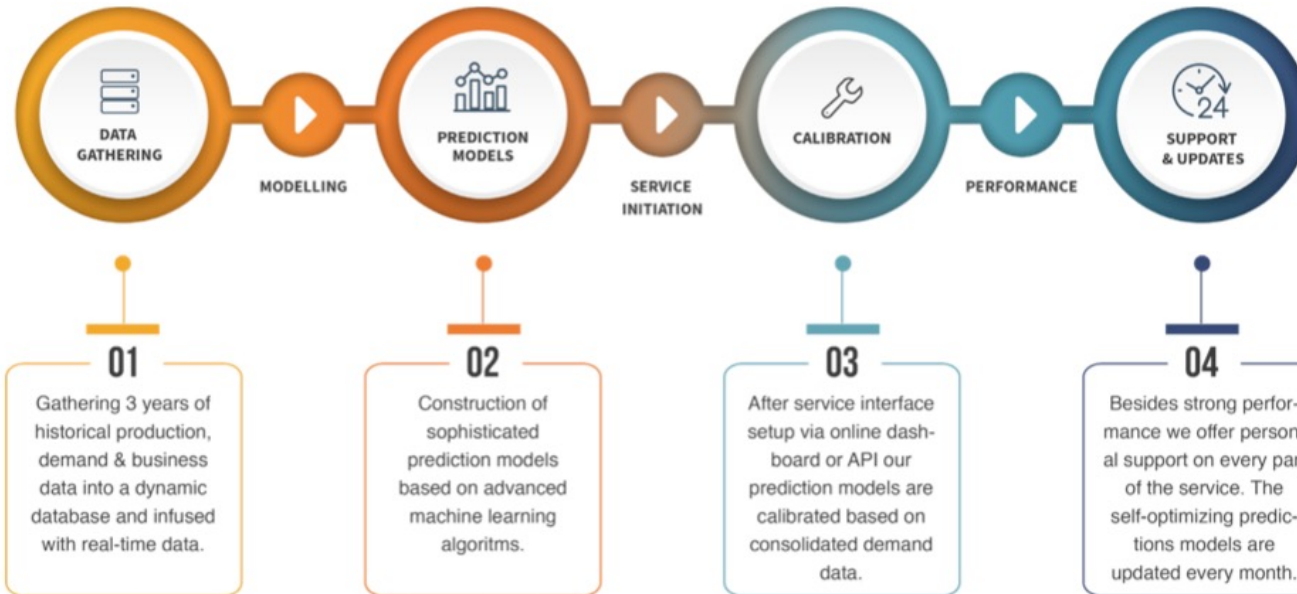 DATA
GATHERING
MODELLING
PREDICTION
MODELS
SERVICE
INITIATION
CALIBRATION
PERFORMANCE
24
SUPPORT
& UPDATES
01
Gathering 3 years of
historical production,
demand & business
data into a dynamic
database and infused
with real-time data.
02
Construction of
sophisticated
prediction models
based on advanced
machine learning
algoritms.
03
After service interface
setup via online dash-
board or API our
prediction models are
calibrated based on
consolidated demand
data.
04
Besides strong perfor-
mance we offer person-
al support on every par
of the service. The
self-optimizing predic-
tions models are
updated every month.